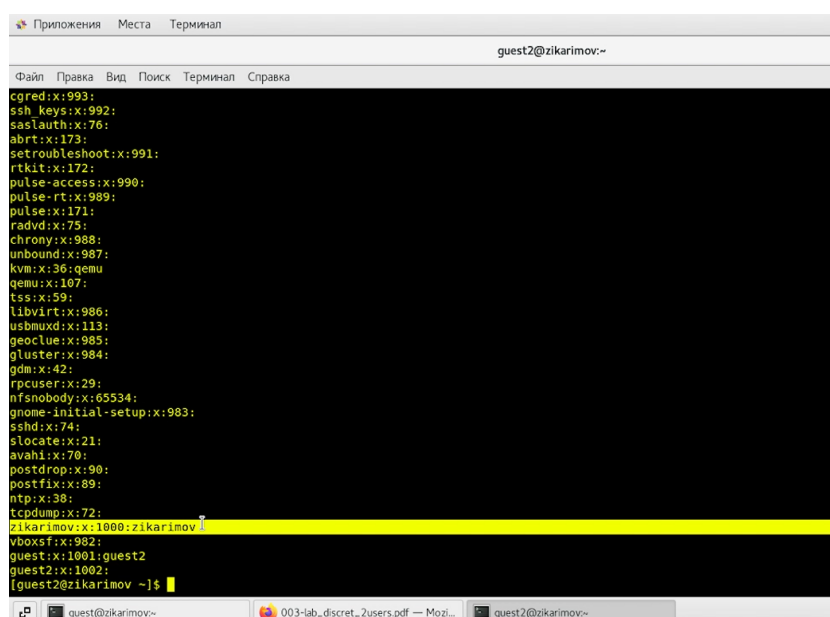 Приложения Места Терминал
guest2@zikarimov:~
Файл Правка Вид Поиск Терминал Справка
cgred:x:993:
ssh_keys:x:992:
saslauth:x:76:
abrt:x:173:
setroubleshoot:x:991:
rtkit:x:172:
pulse-access:x:990:
pulse-rt:x:989:
pulse:x:171:
radvd:x:75:
chrony:x:988:
unbound:x:987:
kvm:x:36:qemu
qemu:x:107:
tss:x:59:
libvirt:x:986:
usbmuxd:x:113:
geoclue:x:985:
gluster:x:984:
gdm:x:42:
rpcuser:x:29:
nfsnobody:x:65534:
gnome-initial-setup:x:983:
sshd:x:74:
slocate:x:21:
avahi:x:70:
postdrop:x:90:
postfix:x:89:
ntp:x:38:
tcpdump:x:72:
zikarimov:x:1000:zikarimov
vboxsf:x:982:
guest:x:1001:guest2
guest2:x:1002:
[guest2@zikarimov ~]$
guest@zikarimov:~ 003-lab_discret_2users.pdf — Mozi... guest2@zikarimov:~